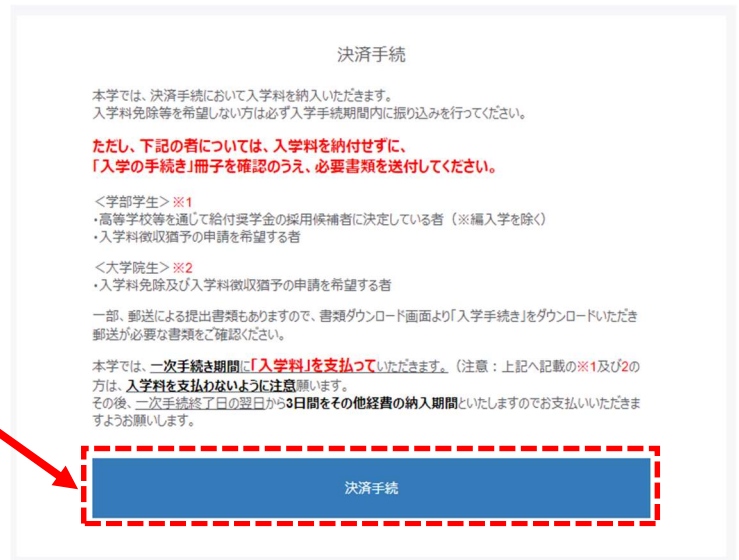 決済手続
本学では、決済手続において入学料を納入いただきます。
入学料免除等を希望しない方は必ず入学手続期間内に振り込みを行ってください。
ただし、下記の者については、入学料を納付せずに、
「入学の手続き」冊子を確認のうえ、必要書類を送付してください。
＜学部学生＞※1
・高等学校等を通じて給付奨学金の採用候補者に決定している者（※編入学を除く）
・入学料徴収猶予の申請を希望する者
＜大学院生＞※2
・入学料免除及び入学料徴収猶予の申請を希望する者
一部、郵送による提出書類もありますので、書類ダウンロード画面より「入学手続き」をダウンロードいただき
郵送が必要な書類をご確認ください。
本学では、一次手続き期間に「入学料」を支払っていただきます。（注意：上記へ記載の※1及び2の
方は、入学料を支払わないように注意願います。
その後、一次手続終了日の翌日から3日間をその他経費の納入期間といたしますのでお支払いいただきま
すようお願いします。
決済手続